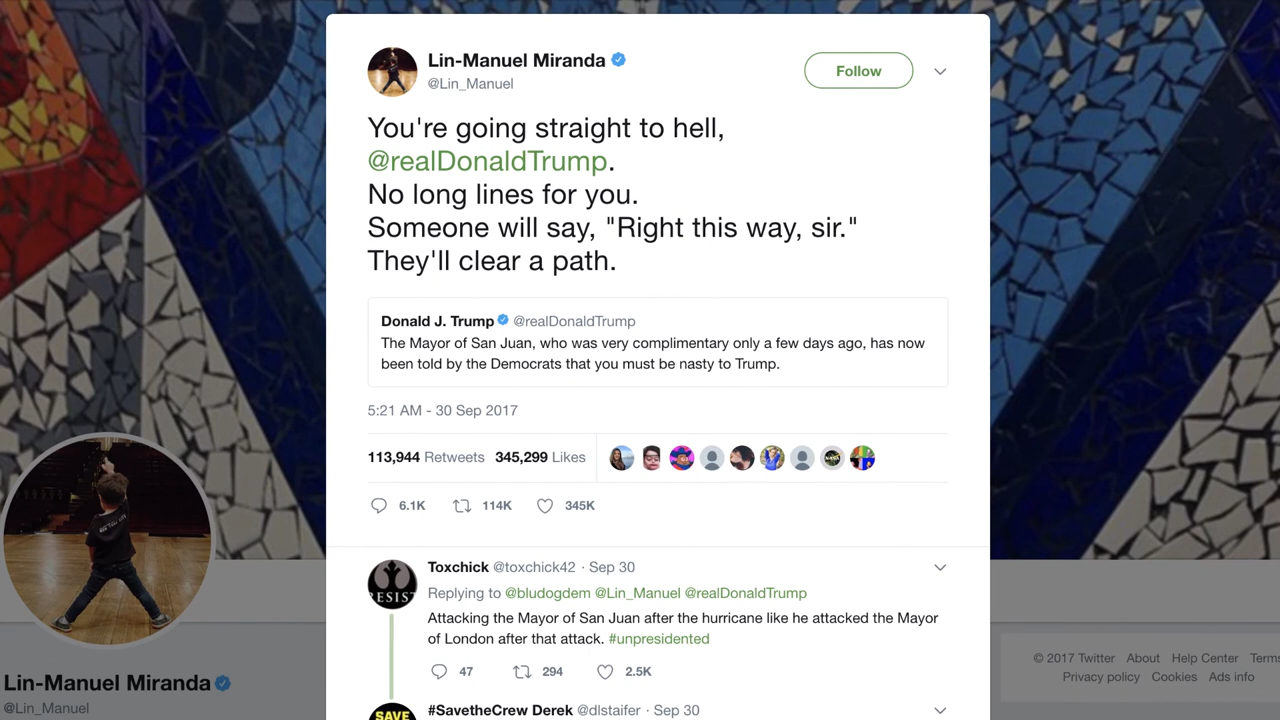 Lin-Manuel Miranda
@Lin_Manuel
Follow
You're going straight to hell,
@realDonaldTrump.
No long lines for you.
Someone will say, "Right this way, sir."
They'll clear a path.
Donald J. Trump @realDonaldTrump
The Mayor of San Juan, who was very complimentary only a few days ago, has now
been told by the Democrats that you must be nasty to Trump.
5:21 AM - 30 Sep 2017
113,944 Retweets 345,299 Likes
6.1K 114K 345K
Toxchick @toxchick42 · Sep 30
RESIST
Replying to @bludogdem @Lin_Manuel @realDonaldTrump
Attacking the Mayor of San Juan after the hurricane like he attacked the Mayor
of London after that attack. #unpresidented
47 294 2.5K
SAVE
#SavetheCrew Derek @dlstaifer · Sep 30
Lin-Manuel Miranda
@Lin_Manuel
© 2017 Twitter About Help Center Terms
Privacy policy Cookies Ads info